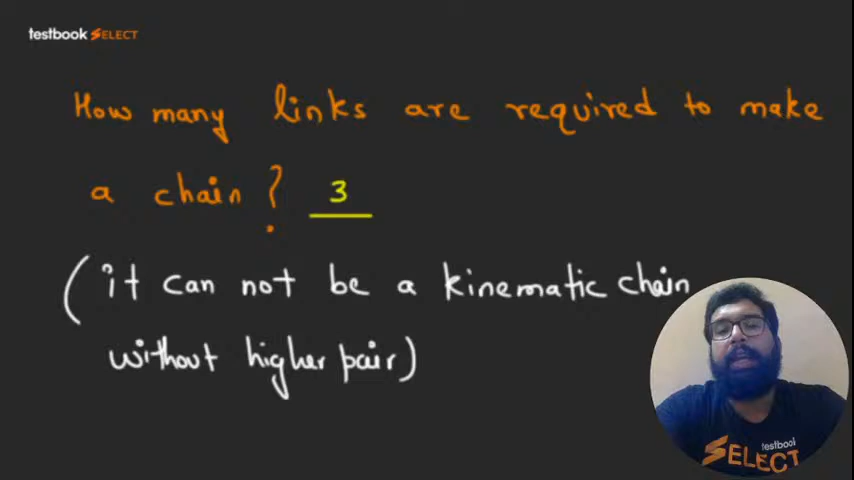 testbook SELECT
How many links are required to make
a chain? 3
(it can not be a kinematic chain
without higher pair)
testbook
SELECT